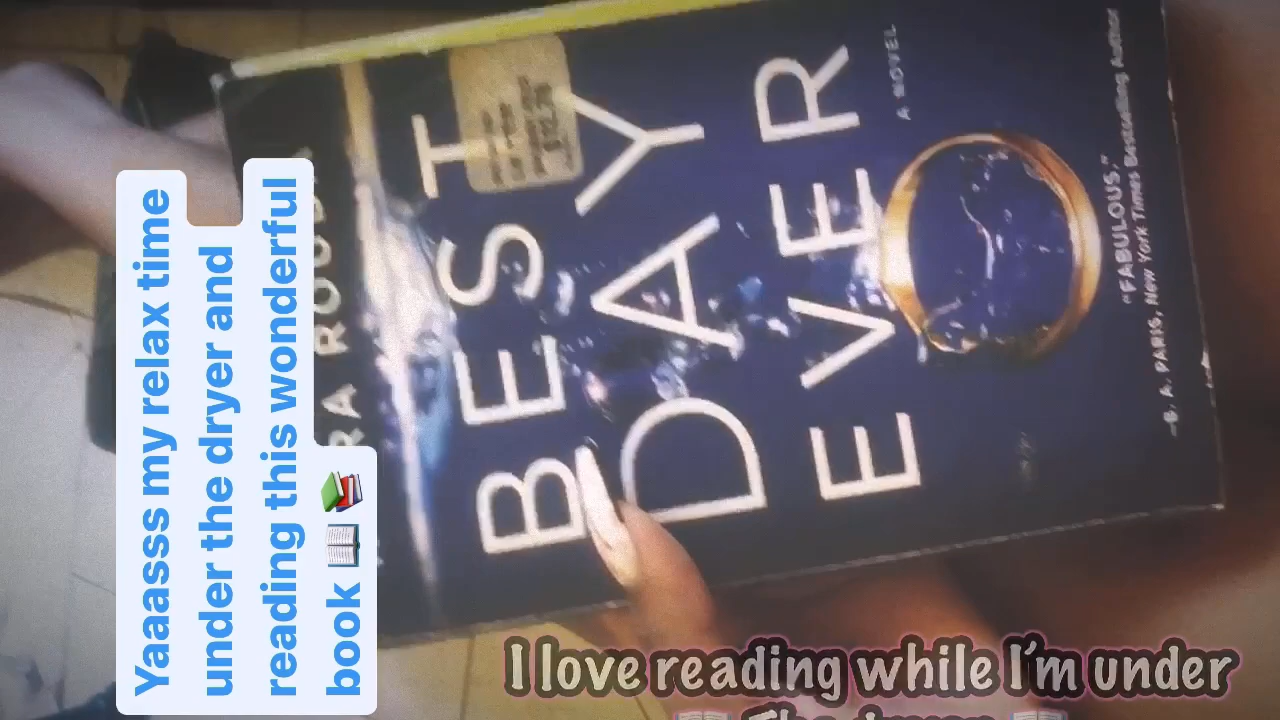 Yaaasss my relax time
under the dryer and
reading this wonderful
book 📚📖
BEST
DAY
EVER
A NOVEL
"FABULOUS."
—B. A. PARIS, New York Times Bestselling Author
I love reading while I'm under